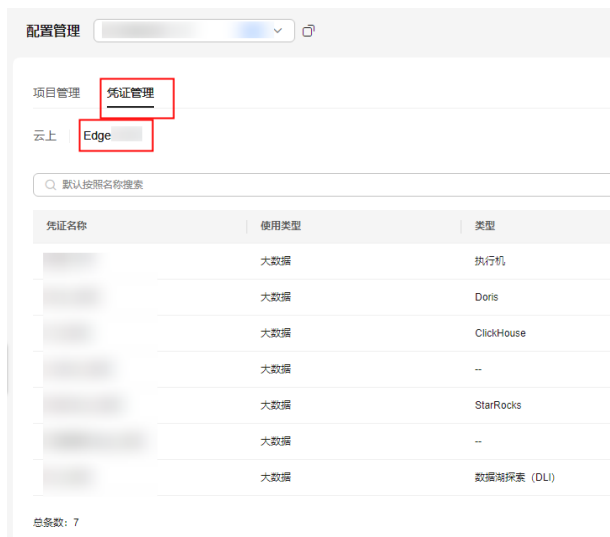 配置管理
项目管理 凭证管理
云上 Edge
默认按照名称搜索
凭证名称 使用类型 类型
大数据 执行机
大数据 Doris
大数据 ClickHouse
大数据 --
大数据 StarRocks
大数据 --
大数据 数据湖探索（DLI）
总条数：7